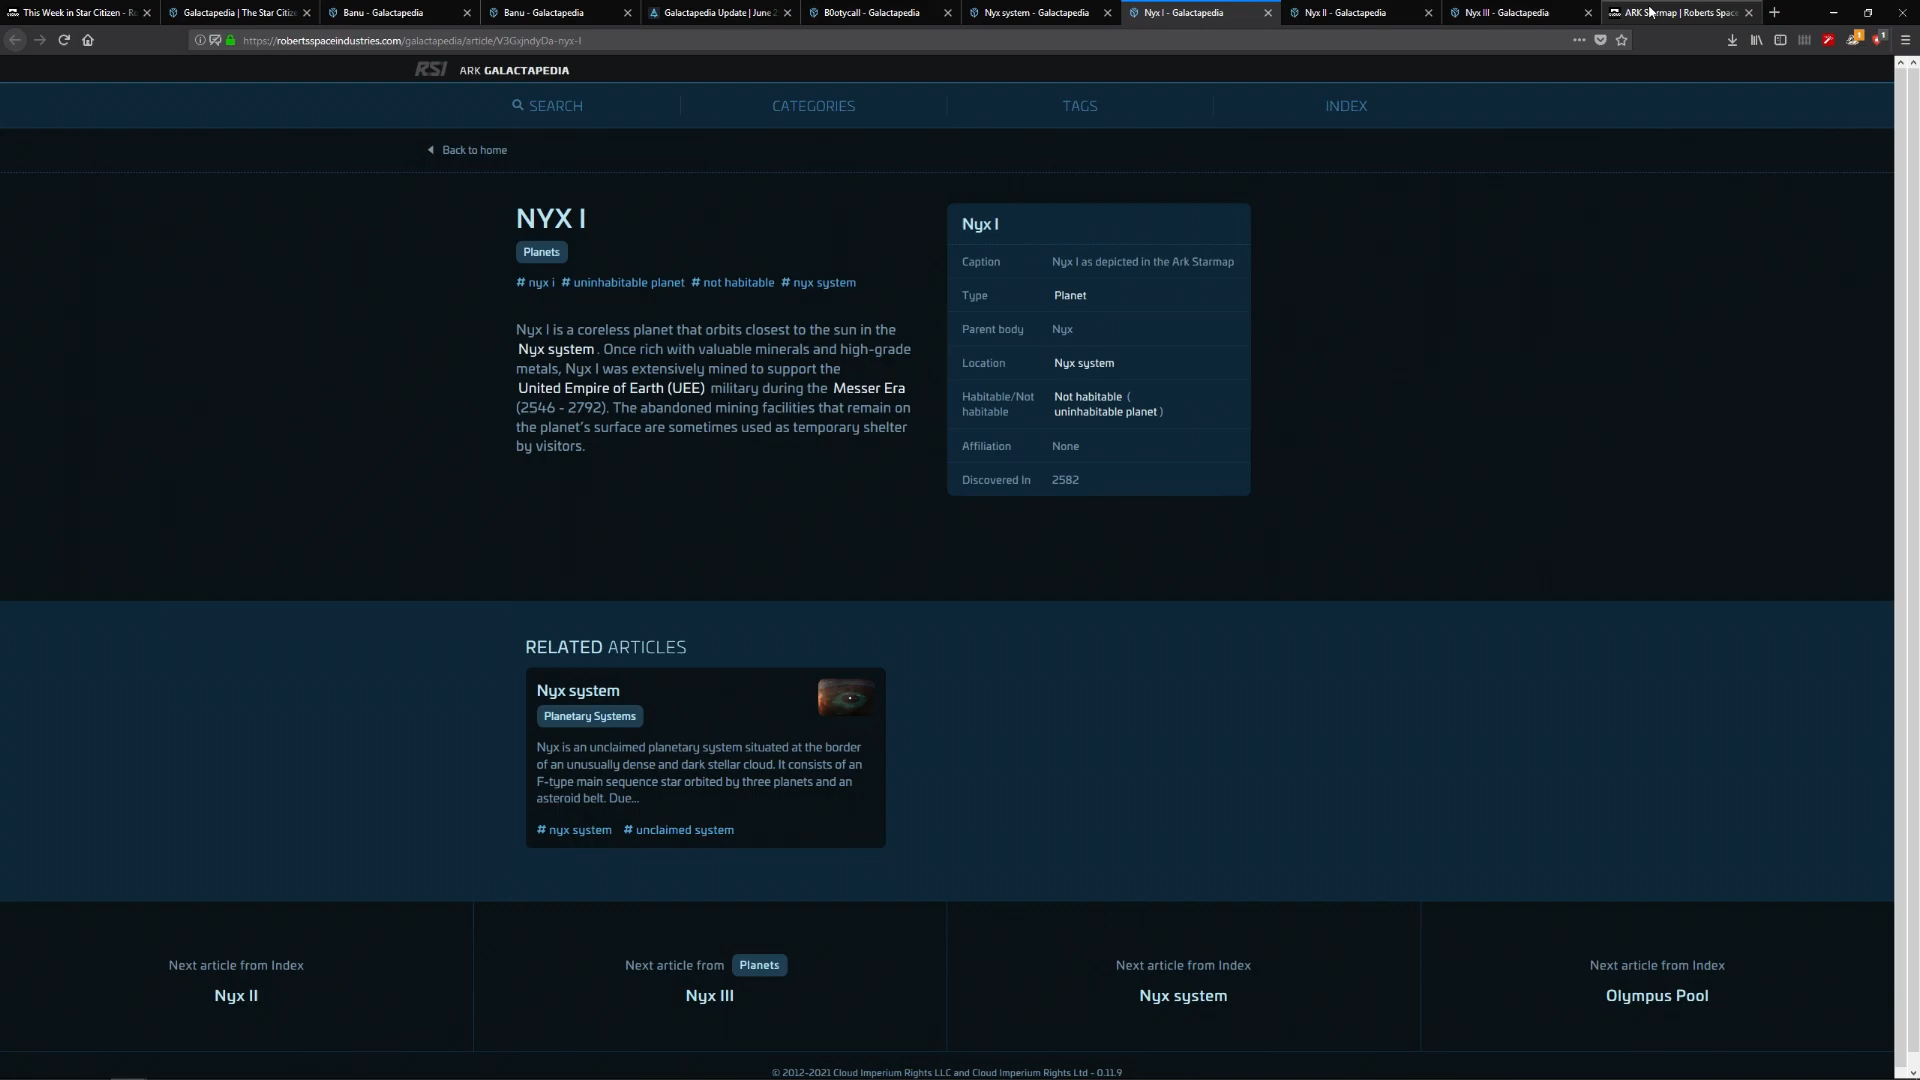 This Week in Star Citizen - Ro
Galactapedia | The Star Citize
Banu - Galactapedia
Banu - Galactapedia
Galactapedia Update | June 2
B0otycall - Galactapedia
Nyx system - Galactapedia
Nyx I - Galactapedia
Nyx II - Galactapedia
Nyx III - Galactapedia
ARK Starmap | Roberts Space
https://robertsspaceindustries.com/galactapedia/article/V3GxjndyDa-nyx-I
1
1
RSI ARK GALACTAPEDIA
SEARCH
CATEGORIES
TAGS
INDEX
Back to home
NYX I
Planets
# nyx i # uninhabitable planet # not habitable # nyx system
Nyx I is a coreless planet that orbits closest to the sun in the
Nyx system . Once rich with valuable minerals and high-grade
metals, Nyx I was extensively mined to support the
United Empire of Earth (UEE) military during the Messer Era
(2546 - 2792). The abandoned mining facilities that remain on
the planet's surface are sometimes used as temporary shelter
by visitors.
Nyx I
Caption Nyx I as depicted in the Ark Starmap
Type Planet
Parent body Nyx
Location Nyx system
Habitable/Not Not habitable (
habitable uninhabitable planet )
Affiliation None
Discovered In 2582
RELATED ARTICLES
Nyx system
Planetary Systems
Nyx is an unclaimed planetary system situated at the border
of an unusually dense and dark stellar cloud. It consists of an
F-type main sequence star orbited by three planets and an
asteroid belt. Due...
# nyx system # unclaimed system
Next article from Index
Nyx II
Next article from Planets
Nyx III
Next article from Index
Nyx system
Next article from Index
Olympus Pool
© 2012-2021 Cloud Imperium Rights LLC and Cloud Imperium Rights Ltd - 0.11.9